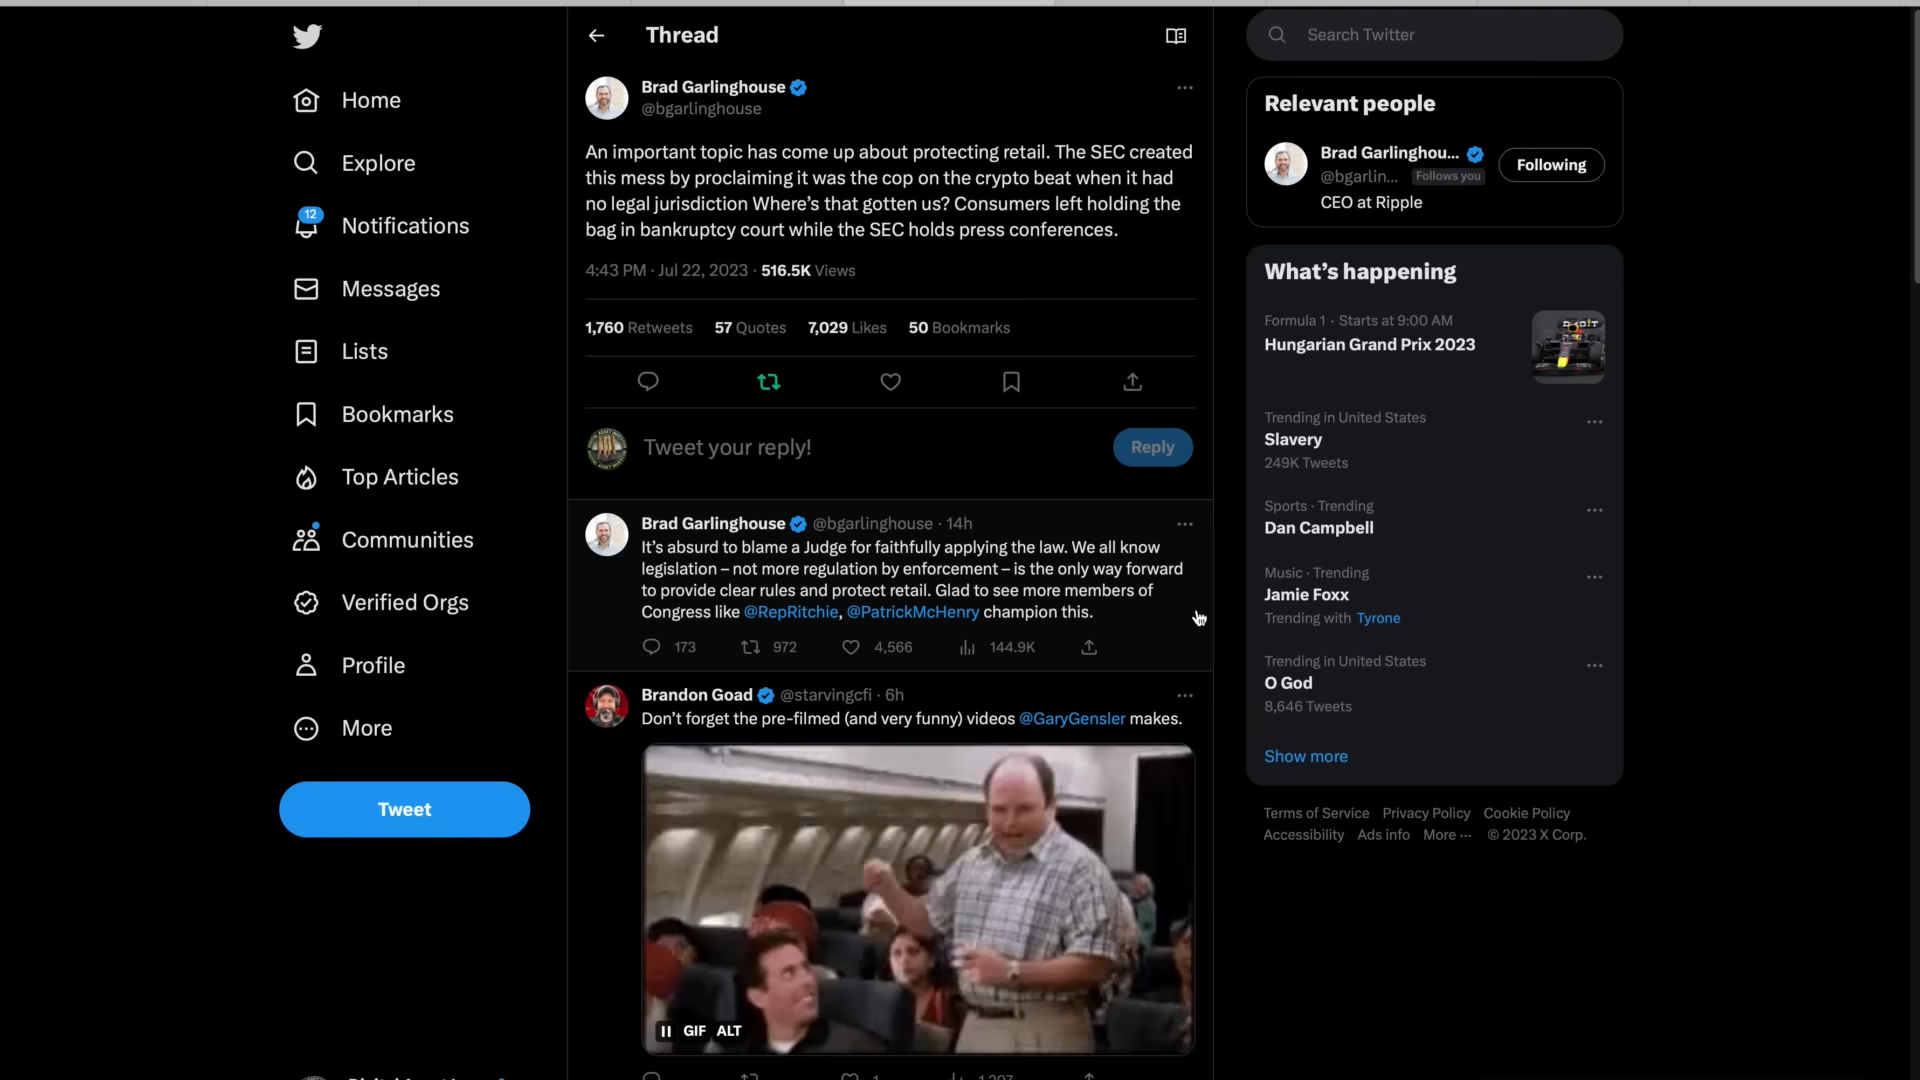 Thread
Search Twitter
Home
Explore
12
Notifications
Messages
Lists
Bookmarks
Top Articles
Communities
Verified Orgs
Profile
More
Tweet
Brad Garlinghouse
@bgarlinghouse
An important topic has come up about protecting retail. The SEC created
this mess by proclaiming it was the cop on the crypto beat when it had
no legal jurisdiction Where's that gotten us? Consumers left holding the
bag in bankruptcy court while the SEC holds press conferences.
4:43 PM · Jul 22, 2023 · 516.5K Views
1,760 Retweets 57 Quotes 7,029 Likes 50 Bookmarks
Tweet your reply!
Reply
Brad Garlinghouse @bgarlinghouse · 14h
It's absurd to blame a Judge for faithfully applying the law. We all know
legislation – not more regulation by enforcement – is the only way forward
to provide clear rules and protect retail. Glad to see more members of
Congress like @RepRitchie, @PatrickMcHenry champion this.
173 972 4,566 144.9K
Brandon Goad @starvingcfi · 6h
Don't forget the pre-filmed (and very funny) videos @GaryGensler makes.
GIF ALT
Relevant people
Brad Garlinghou...
@bgarlin... Follows you
Following
CEO at Ripple
What's happening
Formula 1 · Starts at 9:00 AM
Hungarian Grand Prix 2023
Trending in United States
Slavery
249K Tweets
Sports · Trending
Dan Campbell
Music · Trending
Jamie Foxx
Trending with Tyrone
Trending in United States
O God
8,646 Tweets
Show more
Terms of Service Privacy Policy Cookie Policy
Accessibility Ads info More ··· © 2023 X Corp.